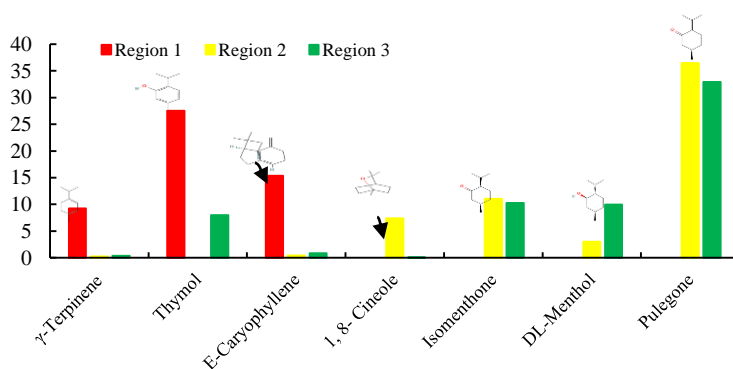 40
35
30
25
20
15
10
5
0
Region 1
Region 2
Region 3
γ-Terpinene
Thymol
E-Caryophyllene
1, 8- Cineole
Isomenthone
DL-Menthol
Pulegone